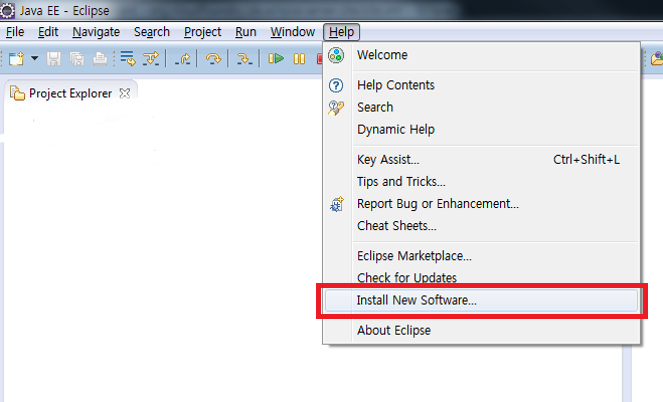 Java EE - Eclipse
File Edit Navigate Search Project Run Window Help
Project Explorer
Welcome
Help Contents
Search
Dynamic Help
Key Assist... Ctrl+Shift+L
Tips and Tricks...
Report Bug or Enhancement...
Cheat Sheets...
Eclipse Marketplace...
Check for Updates
Install New Software...
About Eclipse